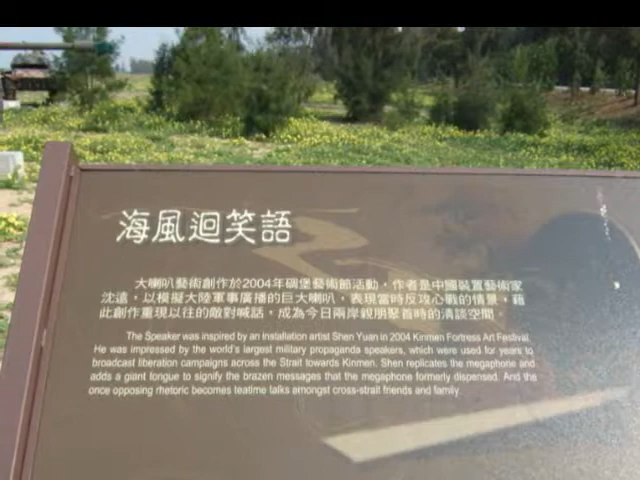 海風迴笑語
大喇叭藝術創作於2004年碉堡藝術節活動，作者是中國裝置藝術家
沈遠，以模擬大陸軍事廣播的巨大喇叭，表現當時反攻心戰的情景，藉
此創作重現以往的敵對喊話，成為今日兩岸親朋聚首時的清談空間。
The Speaker was inspired by an installation artist Shen Yuan in 2004 Kinmen Fortress Art Festival.
He was impressed by the world's largest military propaganda speakers, which were used for years to
broadcast liberation campaigns across the Strait towards Kinmen. Shen replicates the megaphone and
adds a giant tongue to signify the brazen messages that the megaphone formerly dispensed. And the
once opposing rhetoric becomes teatime talks amongst cross-strait friends and family.